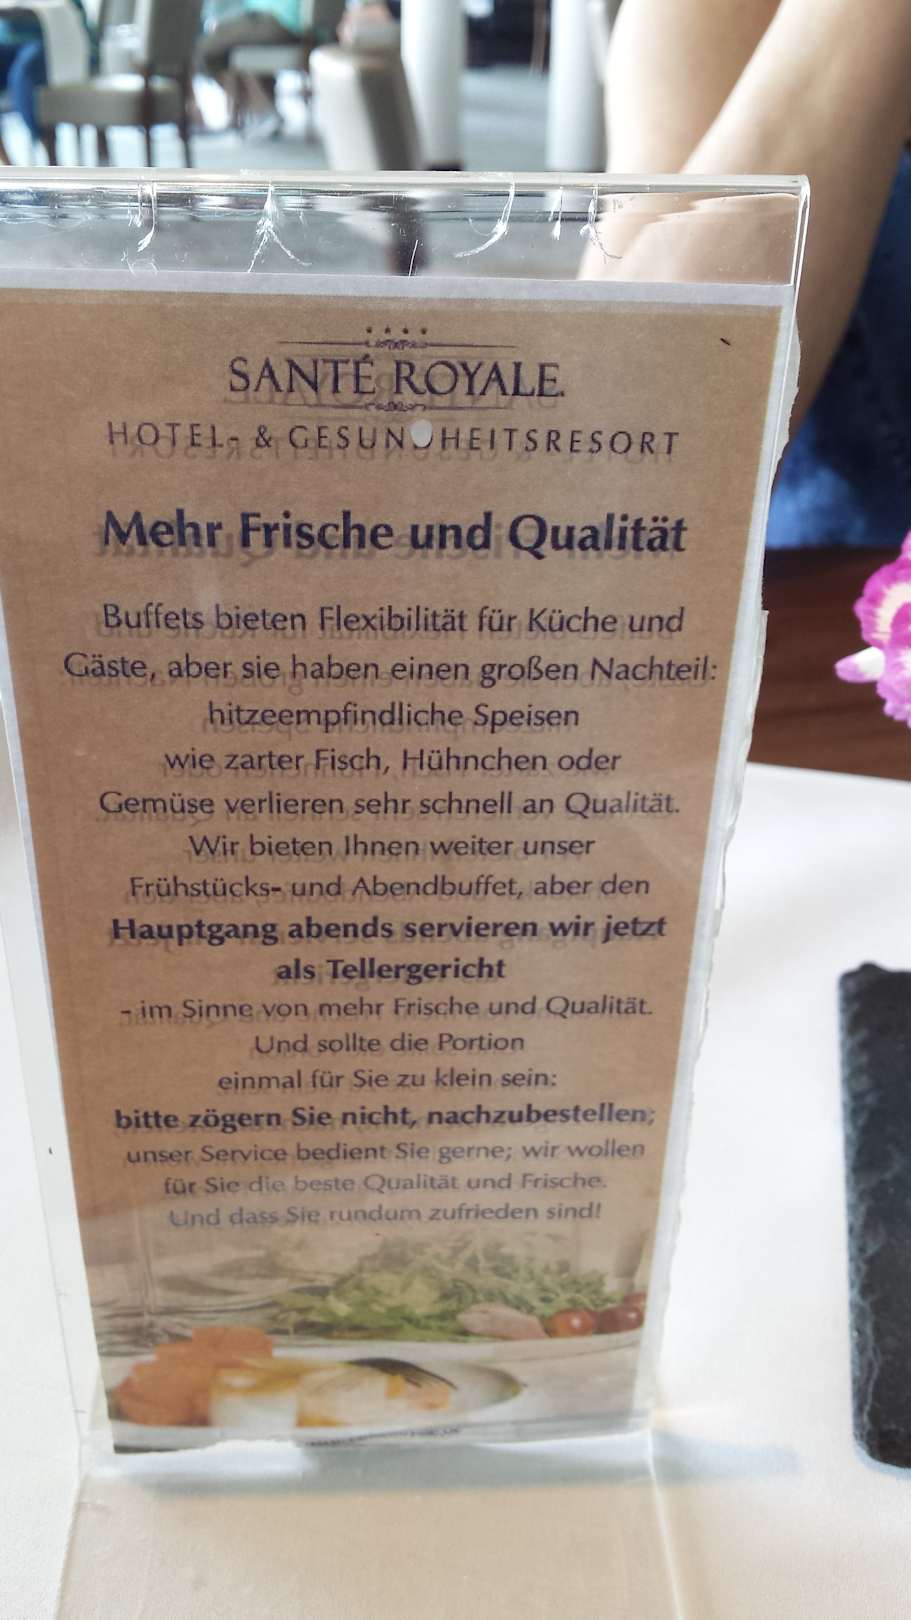 SANTÉ ROYALE
HOTEL- & GESUNDHEITSRESORT
Mehr Frische und Qualität
Buffets bieten Flexibilität für Küche und
Gäste, aber sie haben einen großen Nachteil:
hitzeempfindliche Speisen
wie zarter Fisch, Hühnchen oder
Gemüse verlieren sehr schnell an Qualität.
Wir bieten Ihnen weiter unser
Frühstücks- und Abendbuffet, aber den
Hauptgang abends servieren wir jetzt
als Tellergericht
- im Sinne von mehr Frische und Qualität.
Und sollte die Portion
einmal für Sie zu klein sein:
bitte zögern Sie nicht, nachzubestellen;
unser Service bedient Sie gerne; wir wollen
für Sie die beste Qualität und Frische.
Und dass Sie rundum zufrieden sind!